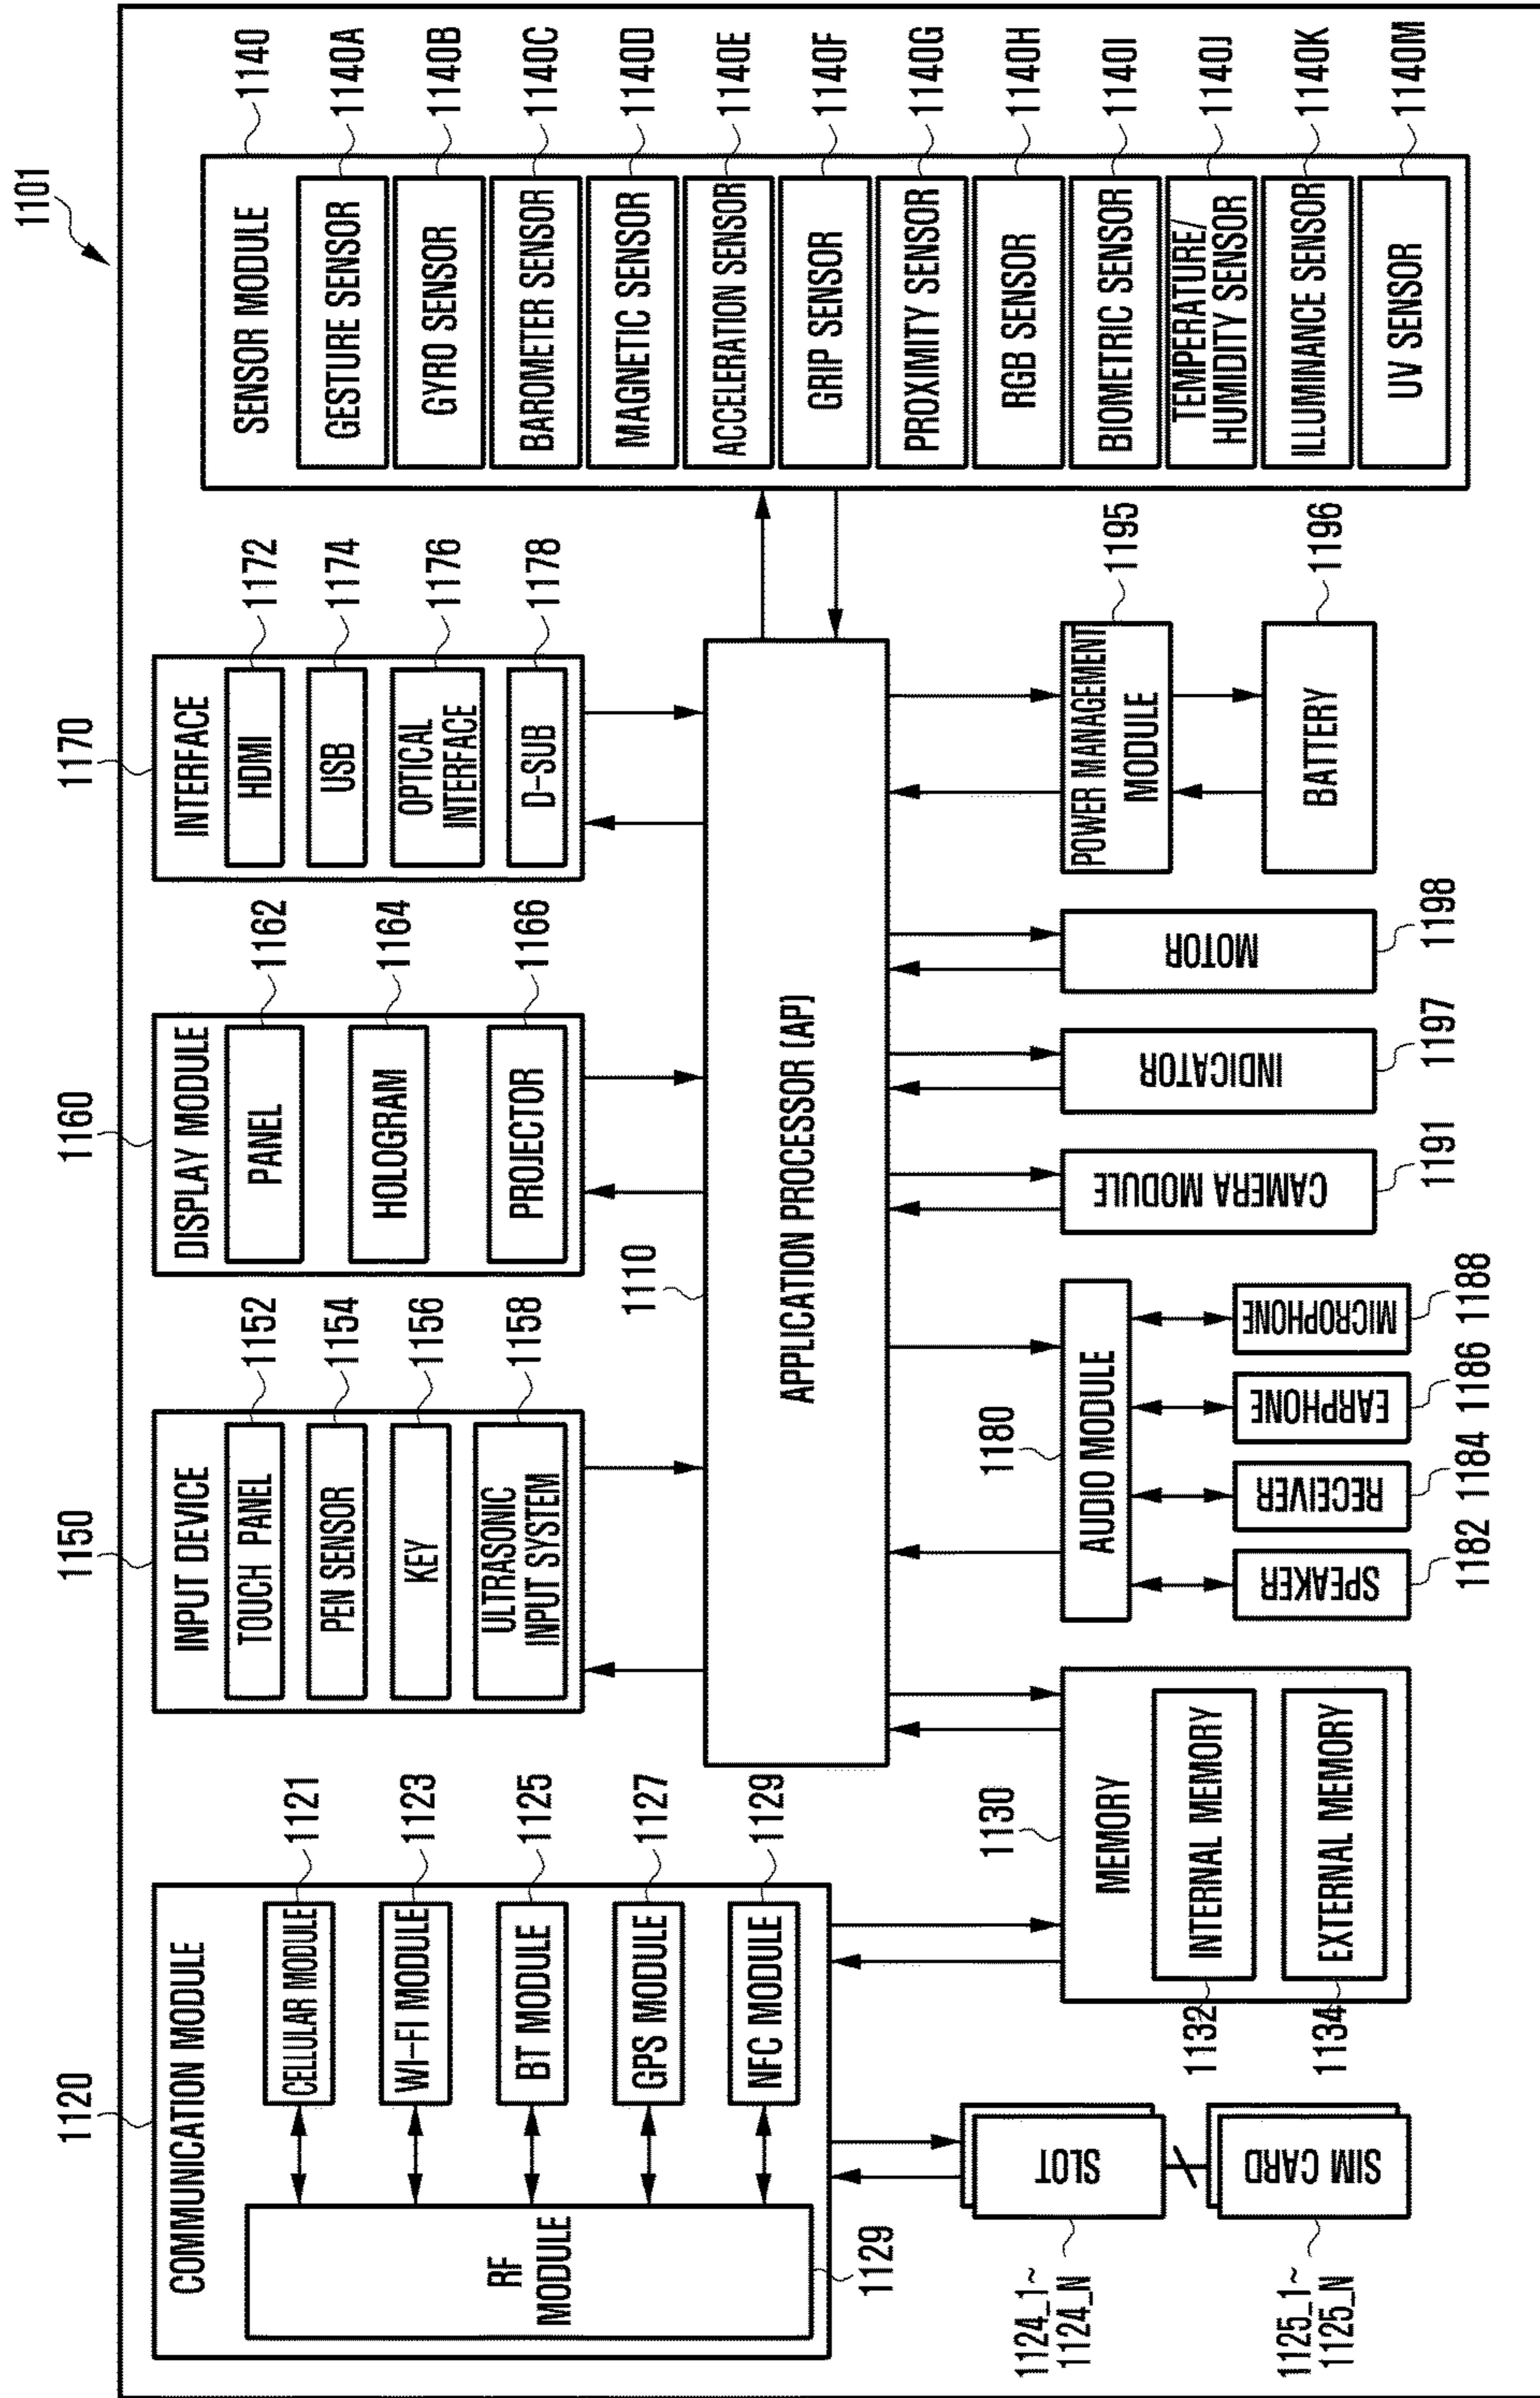 1101
1120
COMMUNICATION MODULE
CELLULAR MODULE
1121
WI-FI MODULE
1123
BT MODULE
1125
GPS MODULE
1127
NFC MODULE
1129
RF
MODULE
1129
1150
INPUT DEVICE
TOUCH PANEL
1152
PEN SENSOR
1154
KEY
1156
ULTRASONIC
INPUT SYSTEM
1158
1160
DISPLAY MODULE
PANEL
1162
HOLOGRAM
1164
PROJECTOR
1166
1170
INTERFACE
HDMI
1172
USB
1174
OPTICAL
INTERFACE
1176
D-SUB
1178
SENSOR MODULE
1140
GESTURE SENSOR
1140A
GYRO SENSOR
1140B
BAROMETER SENSOR
1140C
MAGNETIC SENSOR
1140D
ACCELERATION SENSOR
1140E
GRIP SENSOR
1140F
PROXIMITY SENSOR
1140G
RGB SENSOR
1140H
BIOMETRIC SENSOR
1140I
TEMPERATURE/
HUMIDITY SENSOR
1140J
ILLUMINANCE SENSOR
1140K
UV SENSOR
1140M
1110
APPLICATION PROCESSOR (AP)
SLOT
1124_1~
1124_N
SIM CARD
1125_1~
1125_N
1130
MEMORY
INTERNAL MEMORY
1132
EXTERNAL MEMORY
1134
1180
AUDIO MODULE
SPEAKER
1182
RECEIVER
1184
EARPHONE
1186
MICROPHONE
1188
CAMERA MODULE
1191
INDICATOR
1197
MOTOR
1198
POWER MANAGEMENT
MODULE
1195
BATTERY
1196